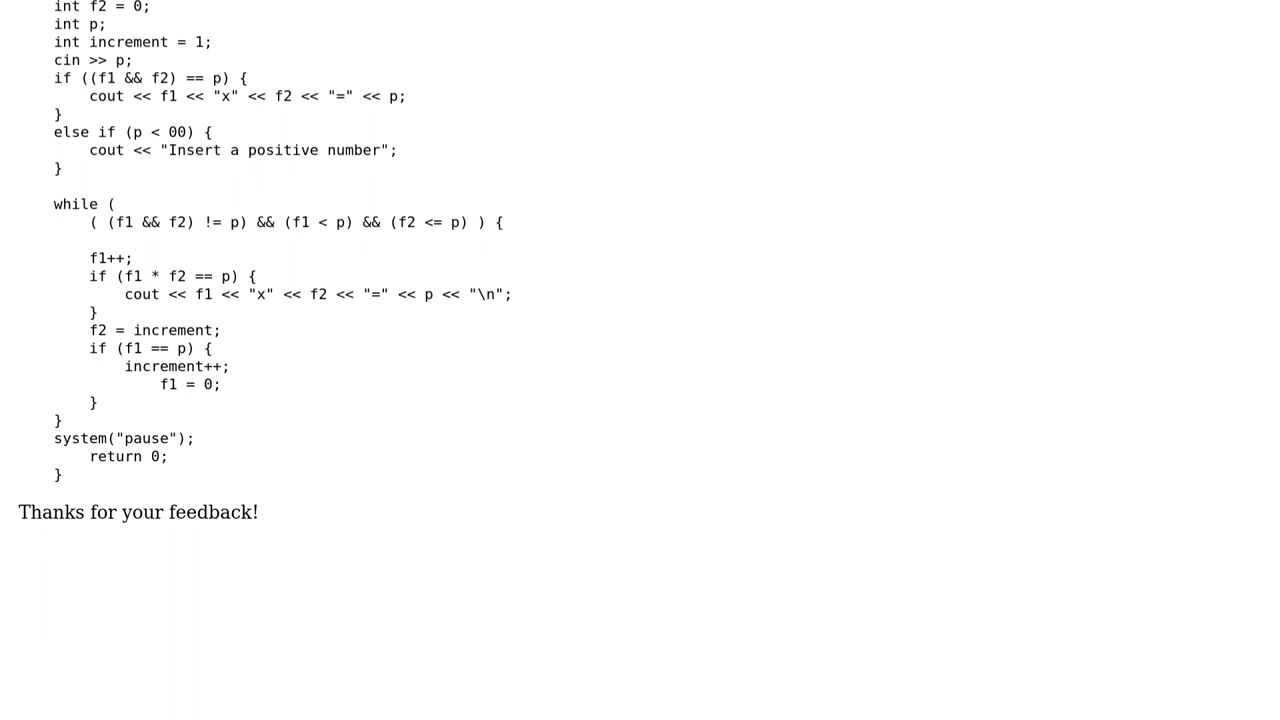 int f2 = 0;
int p;
int increment = 1;
cin >> p;
if ((f1 && f2) == p) {
cout << f1 << "x" << f2 << "=" << p;
}
else if (p < 00) {
cout << "Insert a positive number";
}
while (
( (f1 && f2) != p) && (f1 < p) && (f2 <= p) ) {
f1++;
if (f1 * f2 == p) {
cout << f1 << "x" << f2 << "=" << p << "\n";
}
f2 = increment;
if (f1 == p) {
increment++;
f1 = 0;
}
}
system("pause");
return 0;
}
Thanks for your feedback!